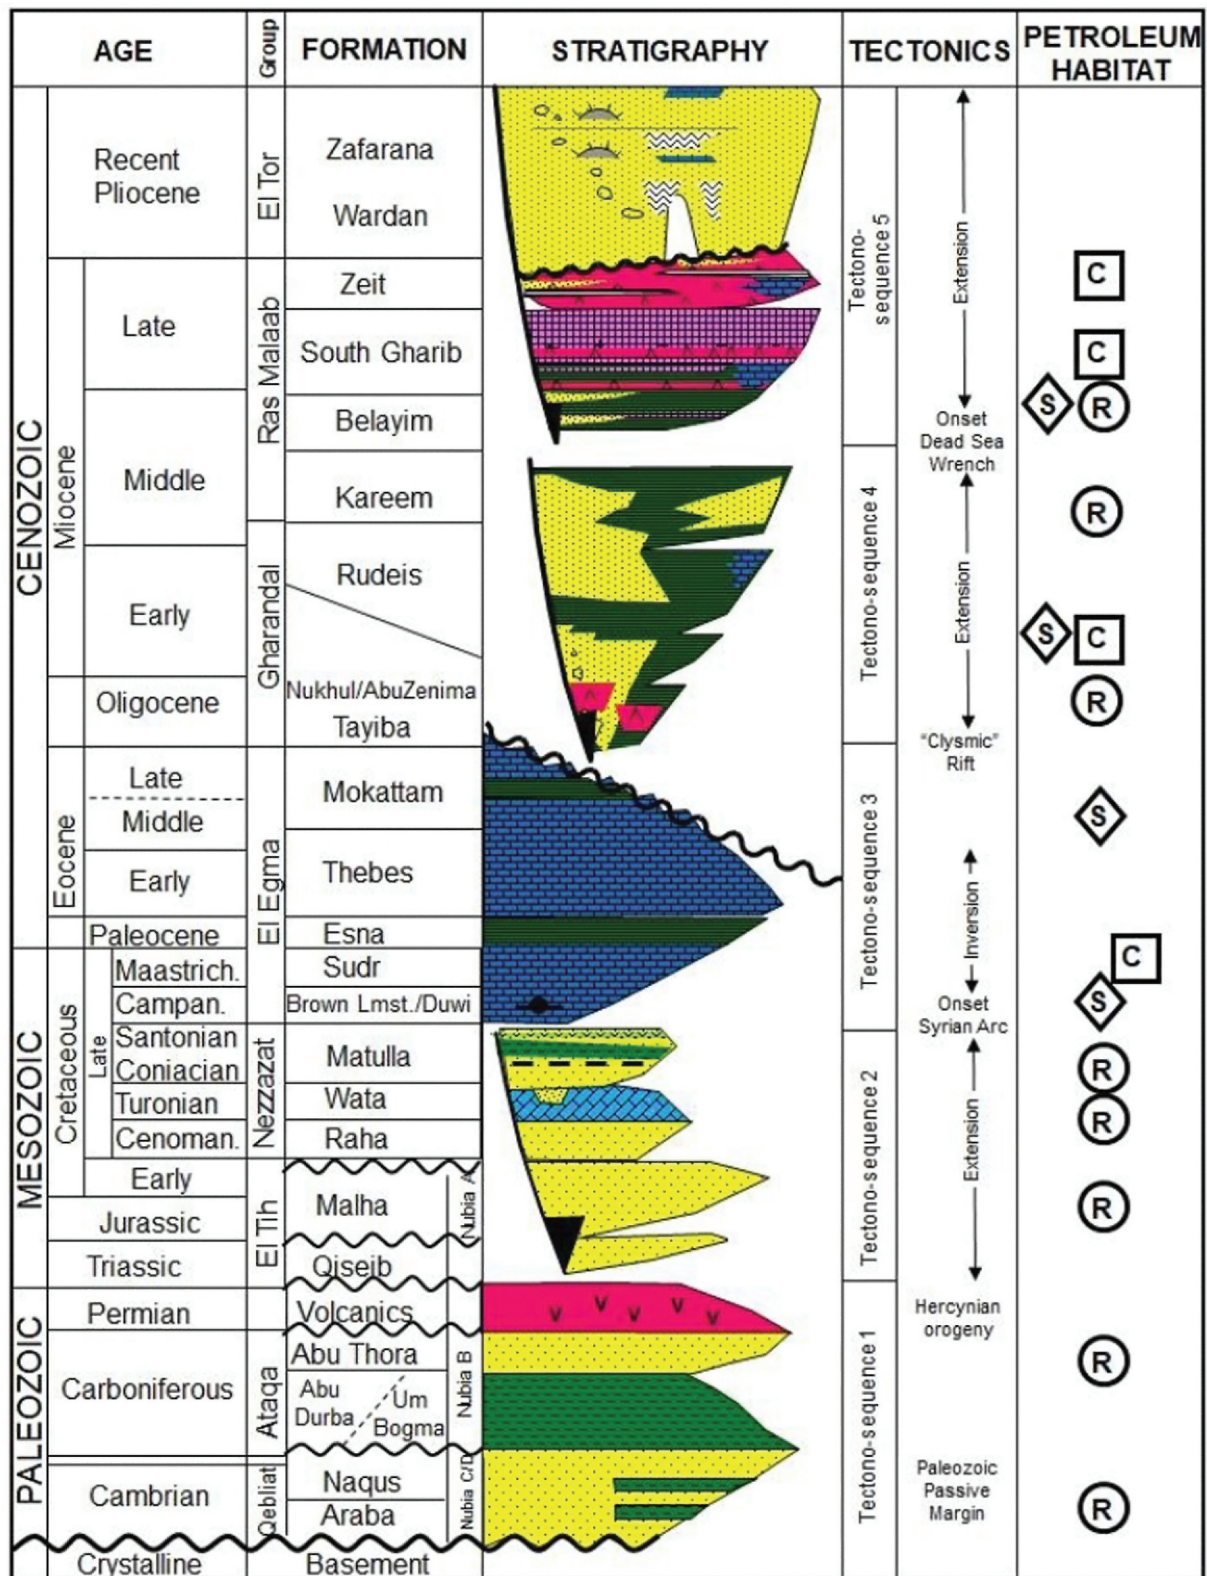 AGE
Group
FORMATION
STRATIGRAPHY
TECTONICS
PETROLEUM
HABITAT
CENOZOIC
MESOZOIC
PALEOZOIC
Recent
Pliocene
Miocene
Late
Middle
Early
Oligocene
Eocene
Late
Middle
Early
Paleocene
Cretaceous
Late
Maastrich.
Campan.
Santonian
Coniacian
Turonian
Cenoman.
Early
Jurassic
Triassic
Permian
Carboniferous
Cambrian
Crystalline
Basement
El Tor
Ras Malaab
Gharandal
El Egma
Nezzazat
El Tih
Ataqa
Qebliat
Zafarana
Wardan
Zeit
South Gharib
Belayim
Kareem
Rudeis
Nukhul/AbuZenima
Tayiba
Mokattam
Thebes
Esna
Sudr
Brown Lmst./Duwi
Matulla
Wata
Raha
Malha
Qiseib
Volcanics
Abu Thora
Abu
Durba
Um
Bogma
Naqus
Araba
Nubia A
Nubia B
Nubia C/D
V V V V V
Tectono-
sequence 5
Tectono-sequence 4
Tectono-sequence 3
Tectono-sequence 2
Tectono-sequence 1
Extension
Onset
Dead Sea
Wrench
Extension
"Clysmic"
Rift
Inversion
Onset
Syrian Arc
Extension
Hercynian
orogeny
Paleozoic
Passive
Margin
C
C
S R
R
S C
R
S
C
S
R
R
R
R
R